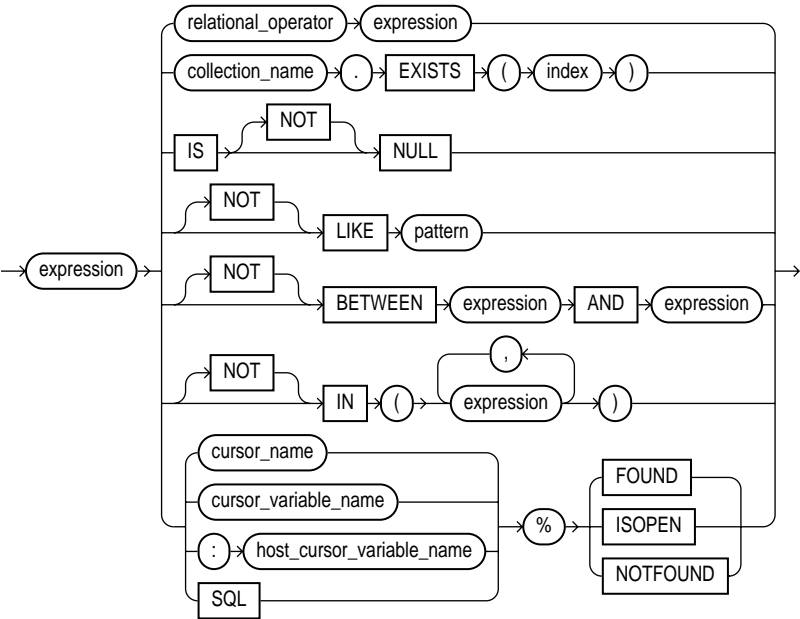 relational_operator expression
collection_name . EXISTS ( index )
NOT
IS NULL
NOT
LIKE pattern
expression
NOT
BETWEEN expression AND expression
,
NOT
IN ( expression )
cursor_name
cursor_variable_name
: host_cursor_variable_name
SQL
%
FOUND
ISOPEN
NOTFOUND